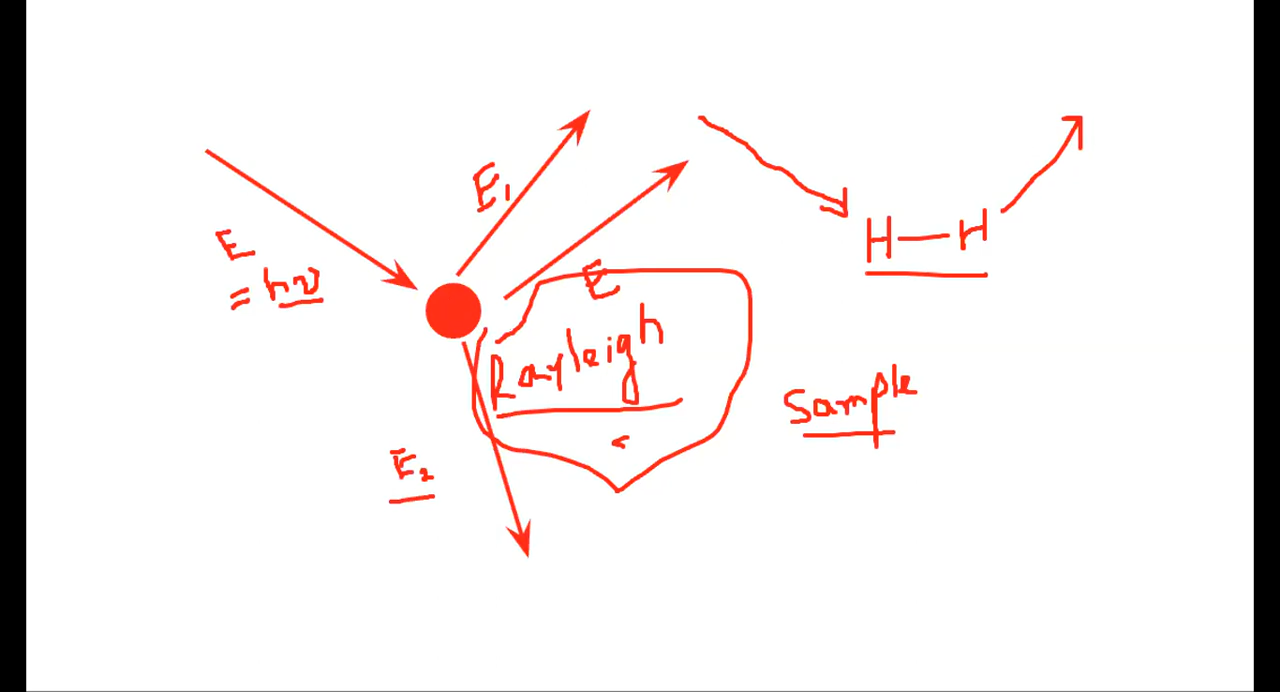 E₁
H—H
E
= hν
E
Rayleigh
Sample
E₂